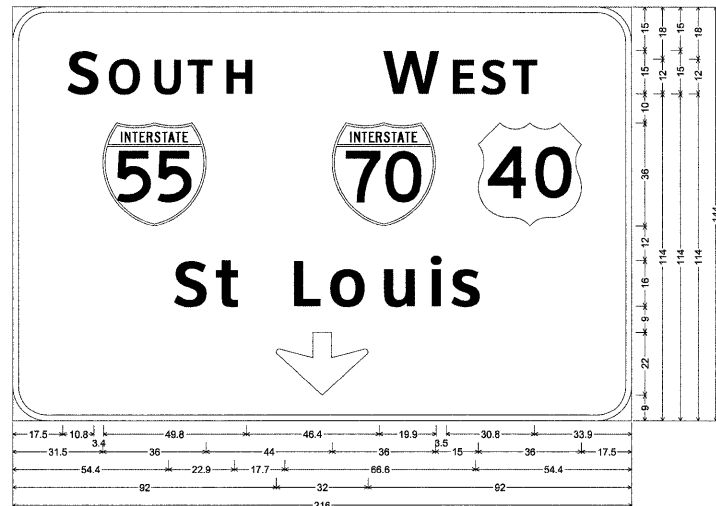 SOUTH WEST
INTERSTATE INTERSTATE
55 70 40
St Louis
15 15 10 36 12 16 9 22 9
18 12 114
15 15 114
18 12 114
17.5 10.8 49.8 46.4 19.9 30.8 33.9
3.4 3.5
31.5 36 44 36 15 36 17.5
54.4 22.9 17.7 66.6 54.4
92 32 92
216